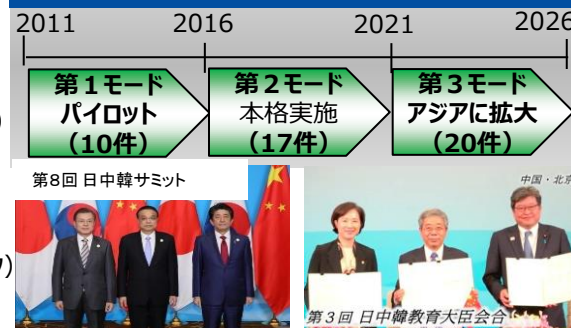 2011 2016 2021 2026
第1モード
パイロット
(10件)
第2モード
本格実施
(17件)
第3モード
アジアに拡大
(20件)
)
第8回 日中韓サミット
中国・北京
ク)
第3回 日中韓教育大臣会合